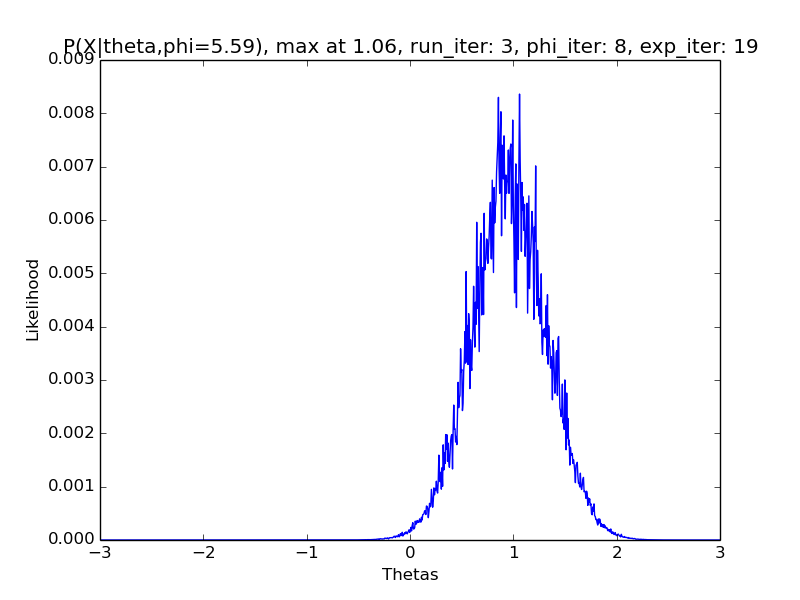 P(X|theta,phi=5.59), max at 1.06, run_iter: 3, phi_iter: 8, exp_iter: 19
0.009
0.008
0.007
0.006
0.005
0.004
0.003
0.002
0.001
0.000
Likelihood
−3 −2 −1 0 1 2 3
Thetas